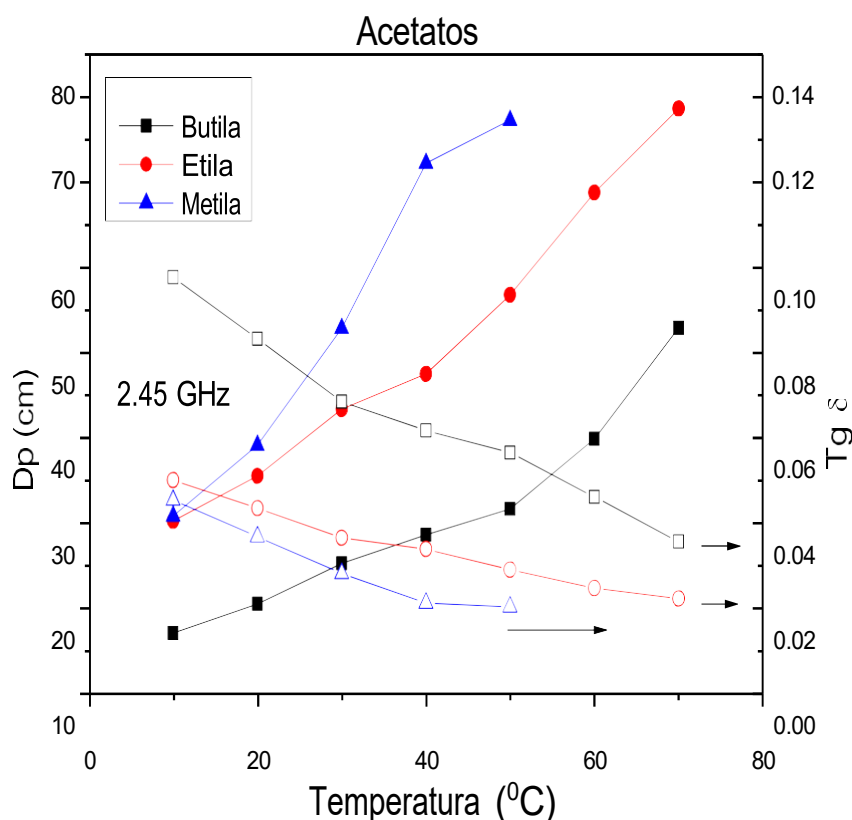 Acetatos
80
70
60
50
40
30
20
10
Dp (cm)
Butila
Etila
Metila
2.45 GHz
0.14
0.12
0.10
0.08
0.06
0.04
0.02
0.00
Tg δ
0 20 40 60 80
Temperatura (⁰C)